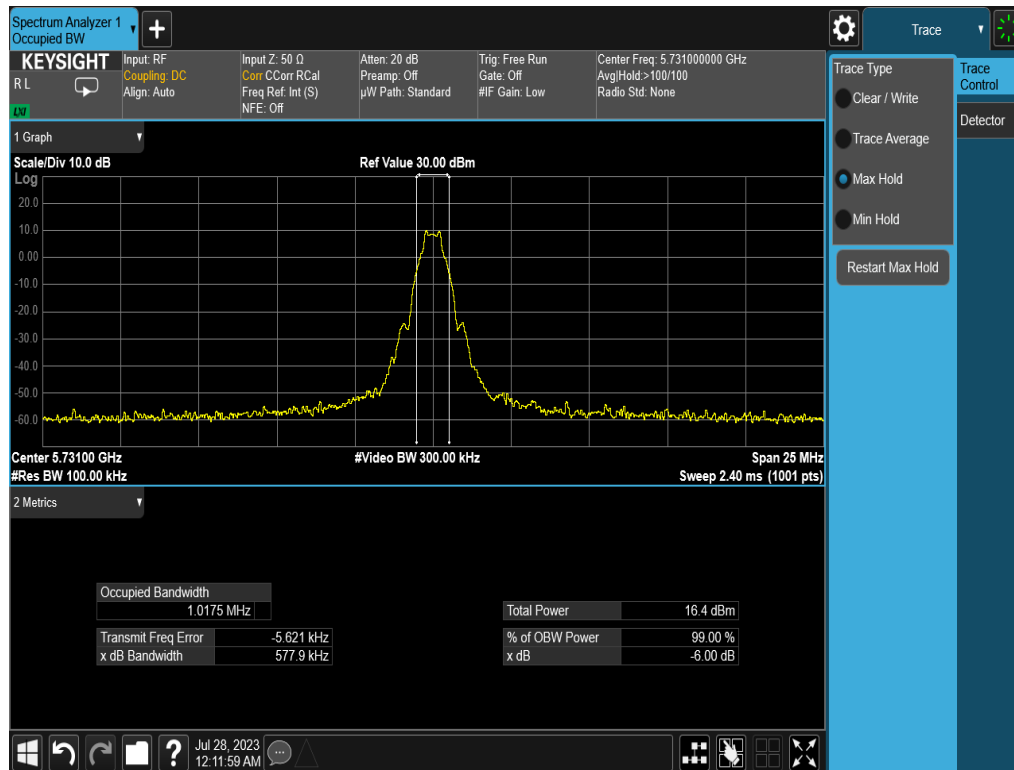 Spectrum Analyzer 1
Occupied BW
+
Trace
KEYSIGHT
R L
LXI
Input: RF
Coupling: DC
Align: Auto
Input Z: 50 Ω
Corr CCorr RCal
Freq Ref: Int (S)
NFE: Off
Atten: 20 dB
Preamp: Off
µW Path: Standard
Trig: Free Run
Gate: Off
#IF Gain: Low
Center Freq: 5.731000000 GHz
Avg|Hold:>100/100
Radio Std: None
Trace Type
Clear / Write
Trace Average
Max Hold
Min Hold
Restart Max Hold
Trace
Control
Detector
1 Graph
Scale/Div 10.0 dB
Ref Value 30.00 dBm
Log
20.0
10.0
0.00
-10.0
-20.0
-30.0
-40.0
-50.0
-60.0
Center 5.73100 GHz
#Video BW 300.00 kHz
Span 25 MHz
#Res BW 100.00 kHz
Sweep 2.40 ms (1001 pts)
2 Metrics
Occupied Bandwidth
1.0175 MHz
Total Power 16.4 dBm
Transmit Freq Error -5.621 kHz
% of OBW Power 99.00 %
x dB Bandwidth 577.9 kHz
x dB -6.00 dB
?
Jul 28, 2023
12:11:59 AM